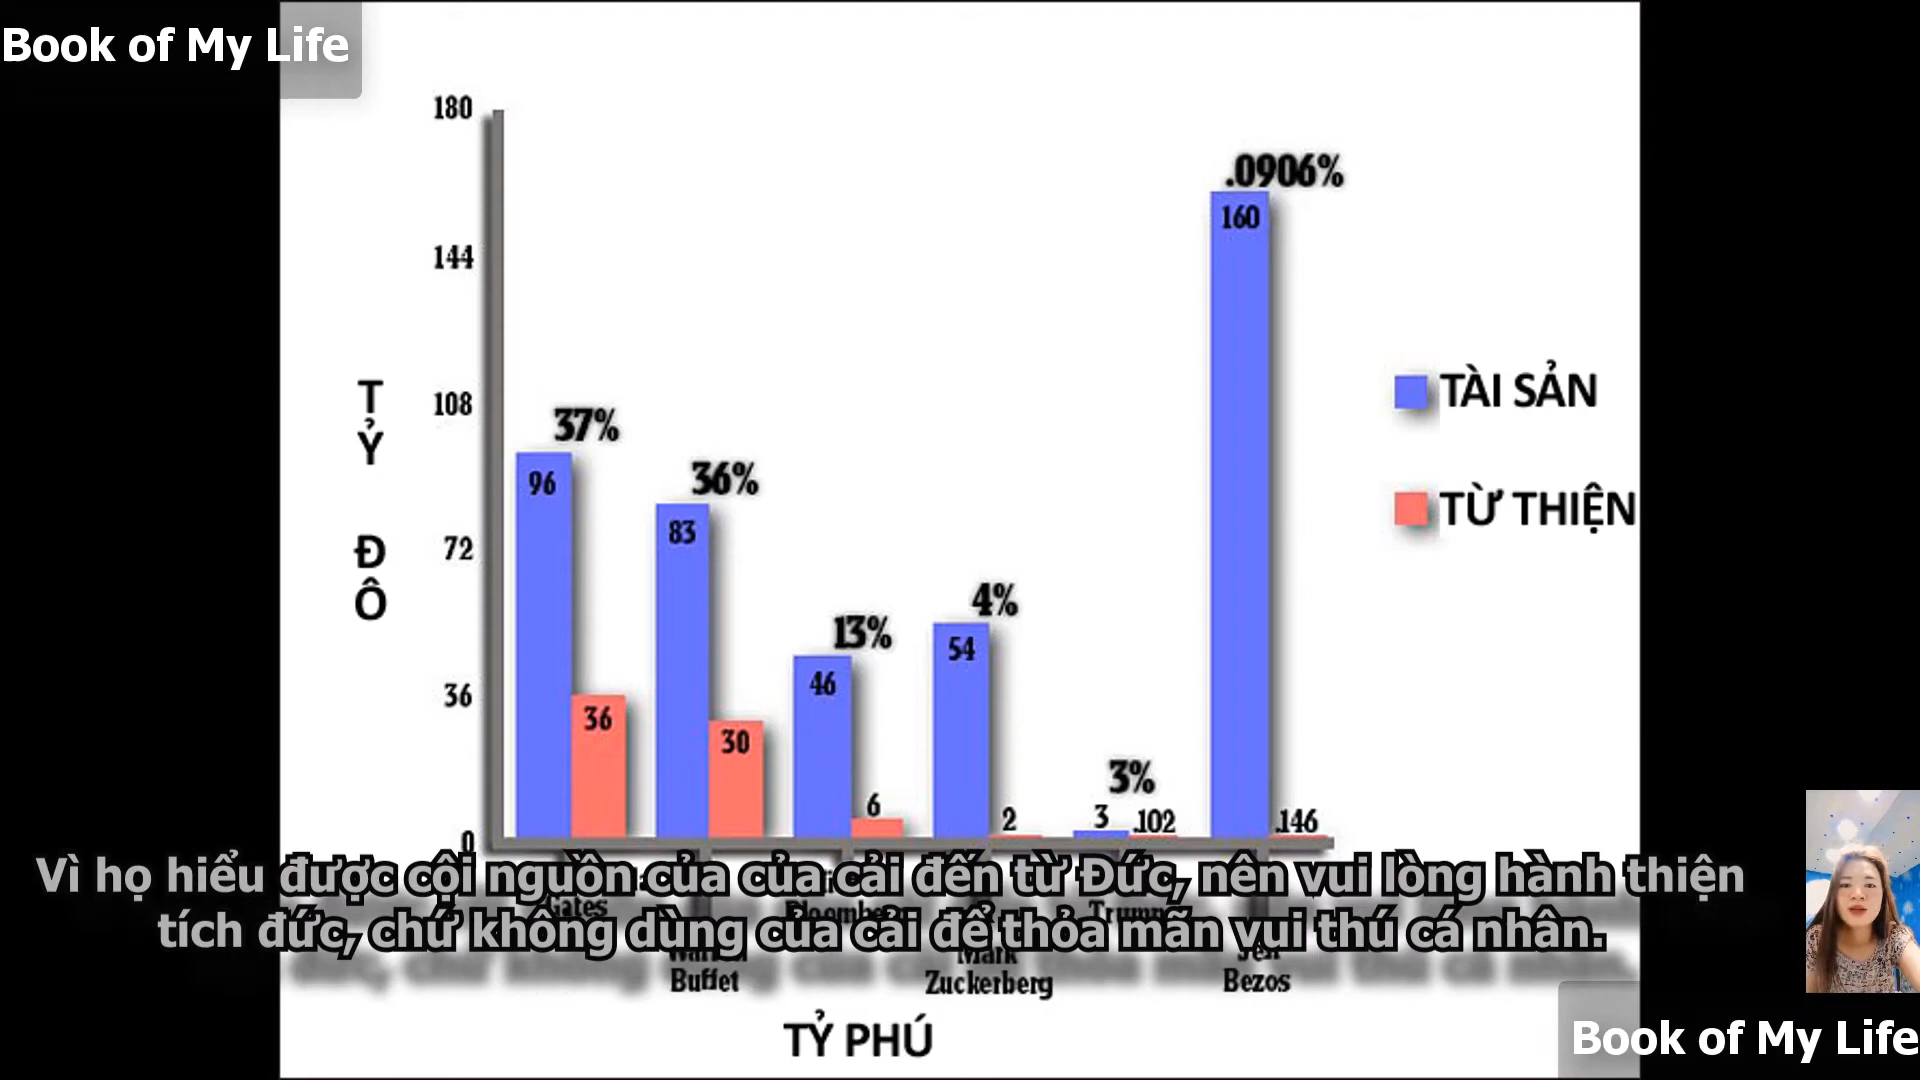 Book of My Life
180
144
108
72
36
0
TỶ ĐÔ
37%
96
36
36%
83
30
13%
46
6
4%
54
2
3%
3
.102
.0906%
160
.146
TÀI SẢN
TỪ THIỆN
Vì họ hiểu được cội nguồn của của cải đến từ Đức, nên vui lòng hành thiện
Gates
Trump
tích đức, chứ không dùng của cải để thỏa mãn vui thú cá nhân.
Buffet
Mark
Zuckerberg
Bezos
TỶ PHÚ
Book of My Life